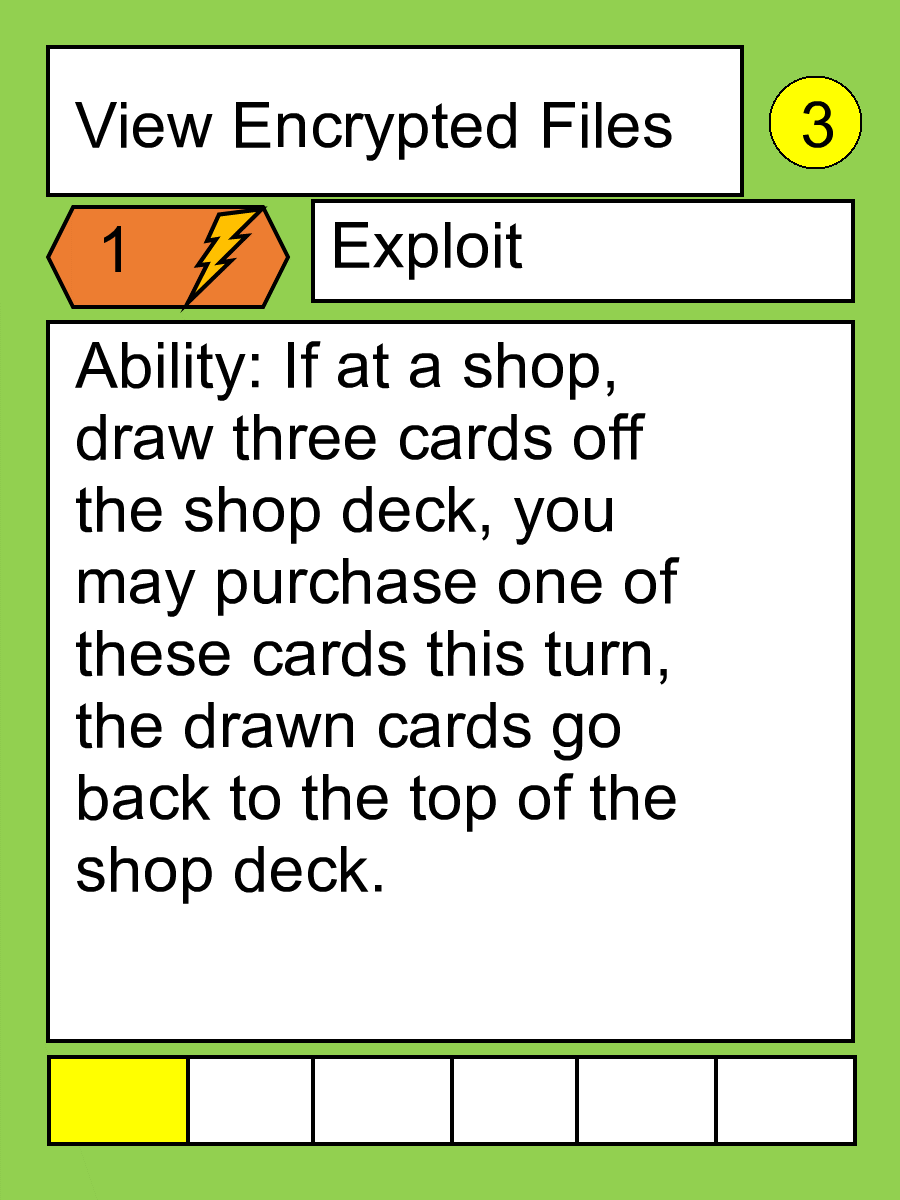 View Encrypted Files
3
1
Exploit
Ability: If at a shop,
draw three cards off
the shop deck, you
may purchase one of
these cards this turn,
the drawn cards go
back to the top of the
shop deck.